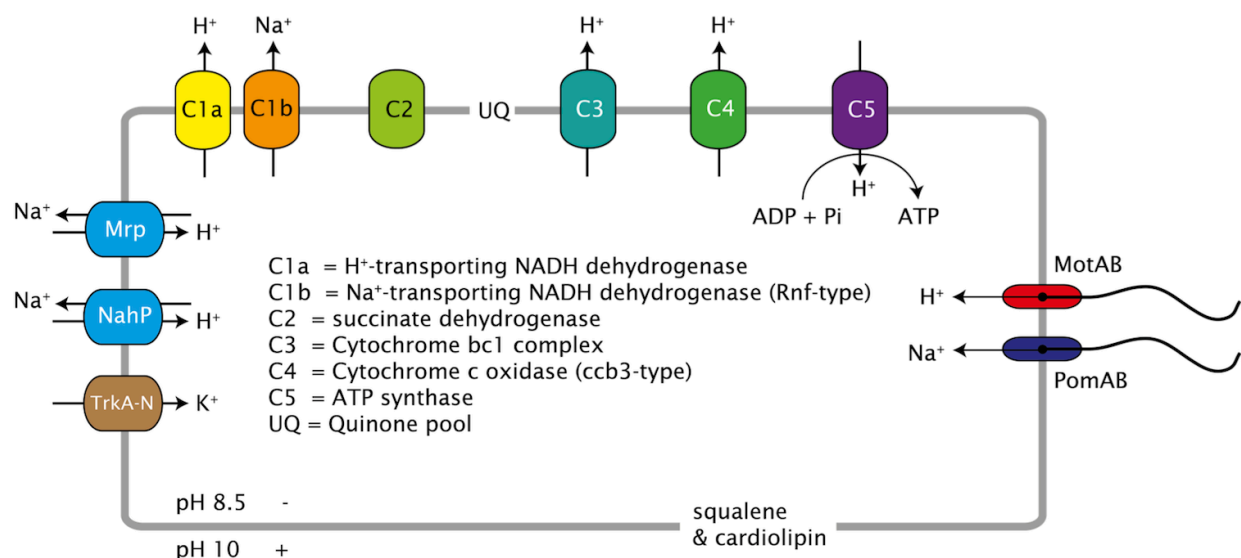 H⁺
Na⁺
H⁺
H⁺
C1a
C1b
C2
UQ
C3
C4
C5
H⁺
ADP + Pi
ATP
Na⁺
Mrp
H⁺
Na⁺
NahP
H⁺
TrkA-N
K⁺
C1a = H⁺-transporting NADH dehydrogenase
C1b = Na⁺-transporting NADH dehydrogenase (Rnf-type)
C2 = succinate dehydrogenase
C3 = Cytochrome bc1 complex
C4 = Cytochrome c oxidase (ccb3-type)
C5 = ATP synthase
UQ = Quinone pool
MotAB
H⁺
Na⁺
PomAB
pH 8.5 -
pH 10 +
squalene
& cardiolipin